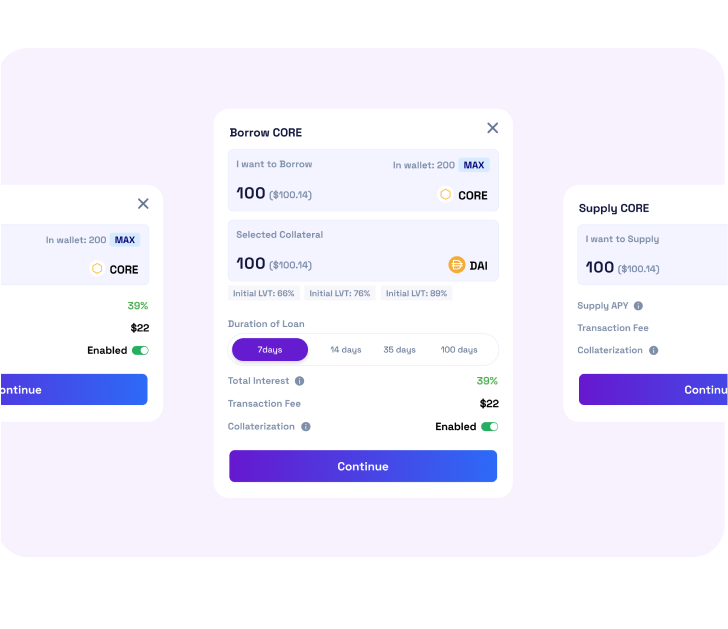 In wallet: 200 MAX
CORE
39%
$22
Enabled
ontinue
Borrow CORE
I want to Borrow In wallet: 200 MAX
100 ($100.14) CORE
Selected Collateral
100 ($100.14) DAI
Initial LVT: 66% Initial LVT: 76% Initial LVT: 89%
Duration of Loan
7days 14 days 35 days 100 days
Total Interest 39%
Transaction Fee $22
Collaterization Enabled
Continue
Supply CORE
I want to Supply
100 ($100.14)
Supply APY
Transaction Fee
Collaterization
Continu